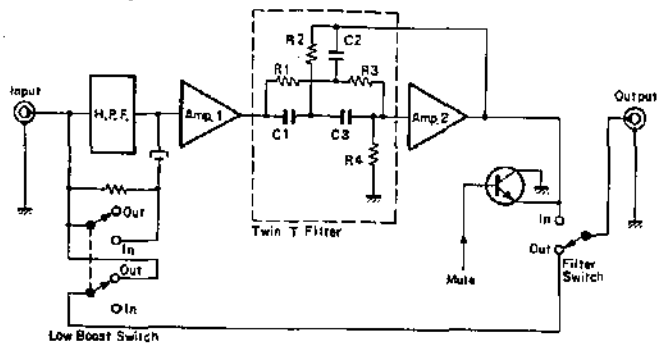 Input
H.P.F.
Amp.1
R1
R2
C2
R3
C1
C3
R4
Twin T Filter
Amp.2
Output
Out
In
Out
In
Low Boost Switch
Mute
In
Out
Filter
Switch